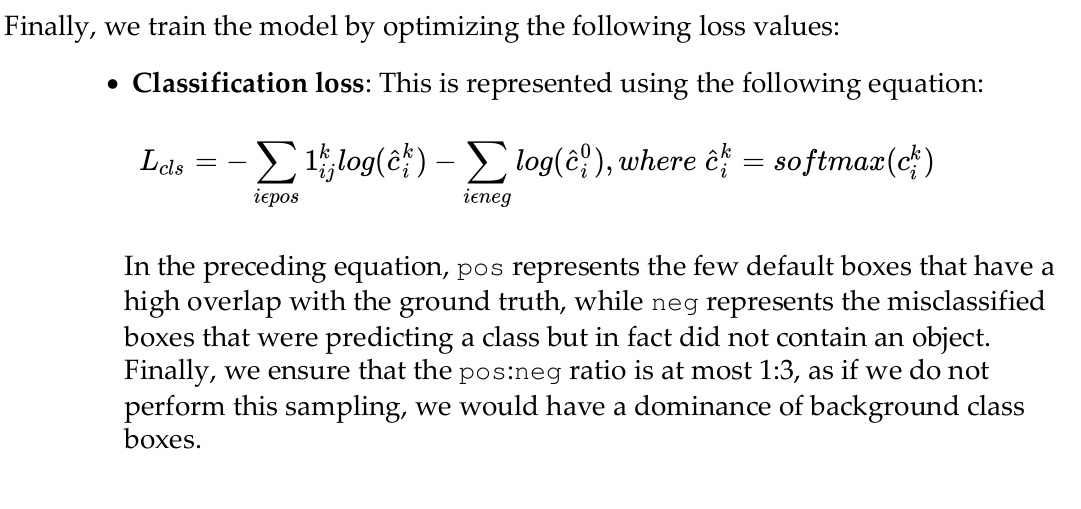 Finally, we train the model by optimizing the following loss values:
• Classification loss: This is represented using the following equation:
L_{cls} = -\sum_{i \epsilon pos} 1_{ij}^{k} log(\hat{c}_{i}^{k}) - \sum_{i \epsilon neg} log(\hat{c}_{i}^{0}), where \hat{c}_{i}^{k} = softmax(c_{i}^{k})
In the preceding equation, pos represents the few default boxes that have a
high overlap with the ground truth, while neg represents the misclassified
boxes that were predicting a class but in fact did not contain an object.
Finally, we ensure that the pos:neg ratio is at most 1:3, as if we do not
perform this sampling, we would have a dominance of background class
boxes.